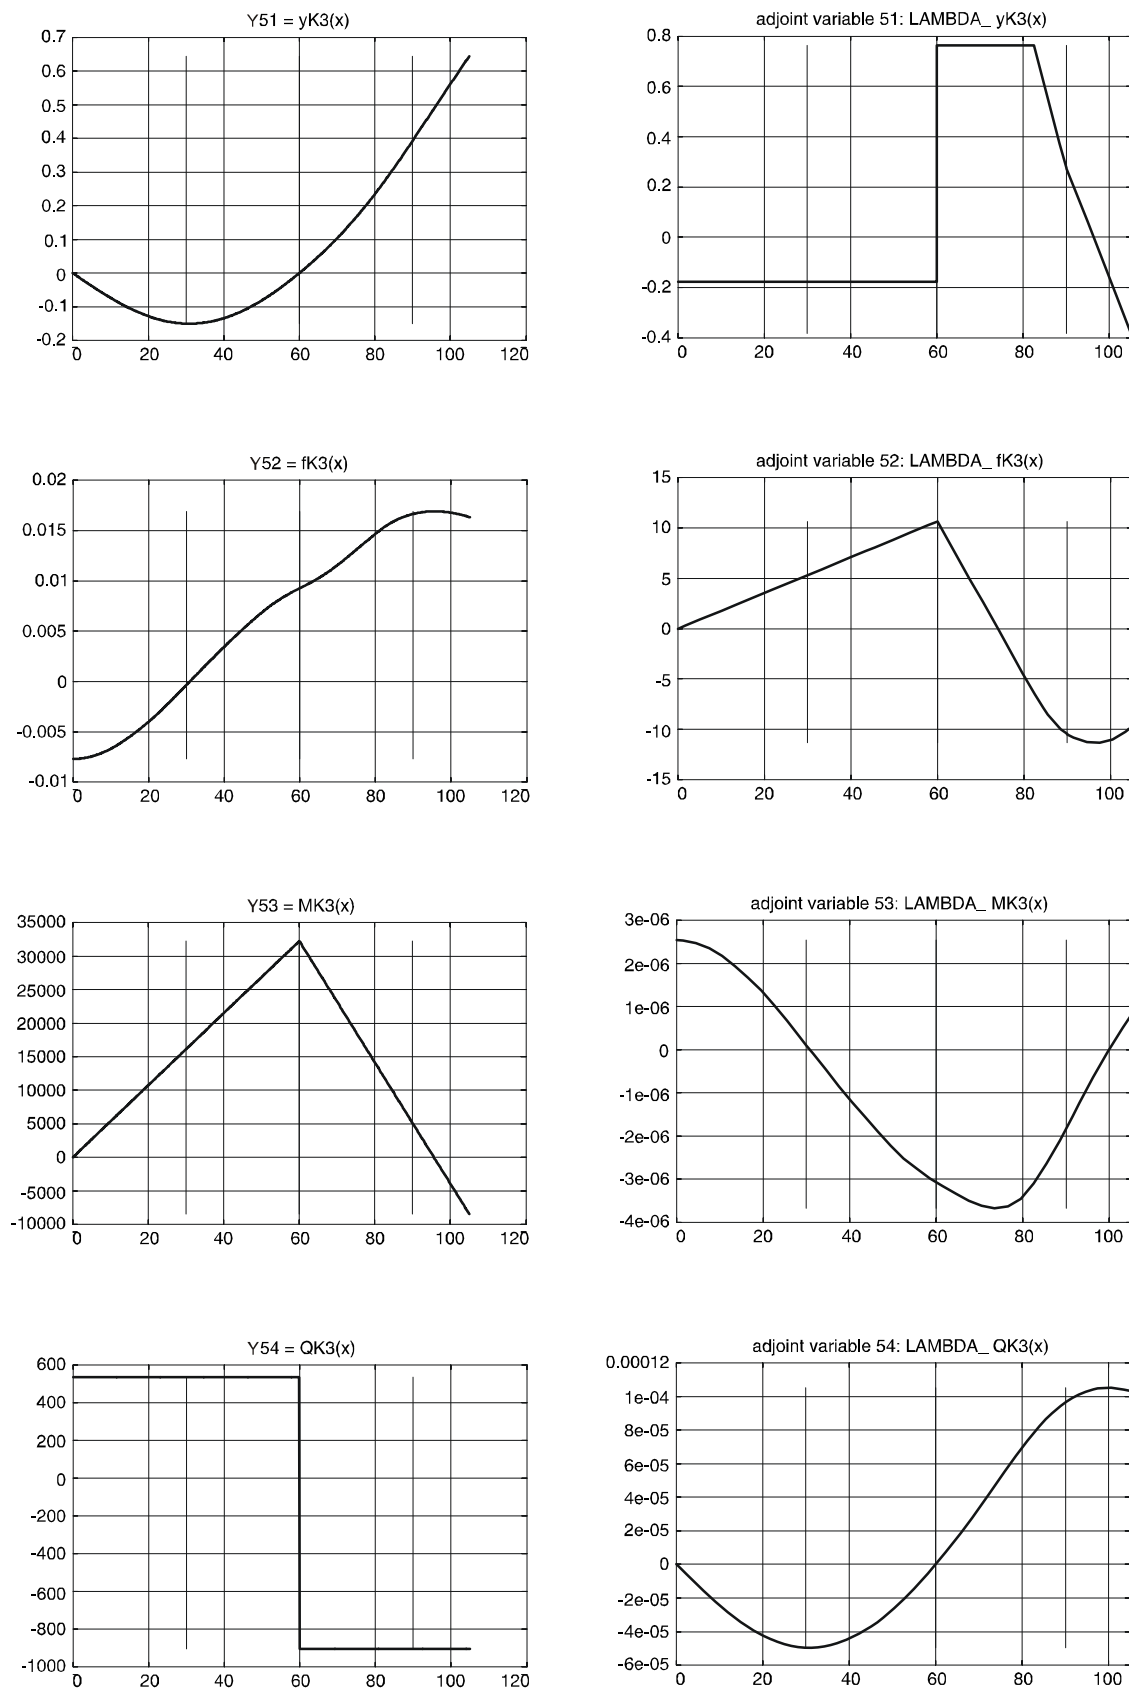 Y51 = yK3(x)
0.7
0.6
0.5
0.4
0.3
0.2
0.1
0
-0.1
-0.2
0 20 40 60 80 100 120
adjoint variable 51: LAMBDA_ yK3(x)
0.8
0.6
0.4
0.2
0
-0.2
-0.4
0 20 40 60 80 100
Y52 = fK3(x)
0.02
0.015
0.01
0.005
0
-0.005
-0.01
0 20 40 60 80 100 120
adjoint variable 52: LAMBDA_ fK3(x)
15
10
5
0
-5
-10
-15
0 20 40 60 80 100
Y53 = MK3(x)
35000
30000
25000
20000
15000
10000
5000
0
-5000
-10000
0 20 40 60 80 100 120
adjoint variable 53: LAMBDA_ MK3(x)
3e-06
2e-06
1e-06
0
-1e-06
-2e-06
-3e-06
-4e-06
0 20 40 60 80 100
Y54 = QK3(x)
600
400
200
0
-200
-400
-600
-800
-1000
0 20 40 60 80 100 120
adjoint variable 54: LAMBDA_ QK3(x)
0.00012
1e-04
8e-05
6e-05
4e-05
2e-05
0
-2e-05
-4e-05
-6e-05
0 20 40 60 80 100